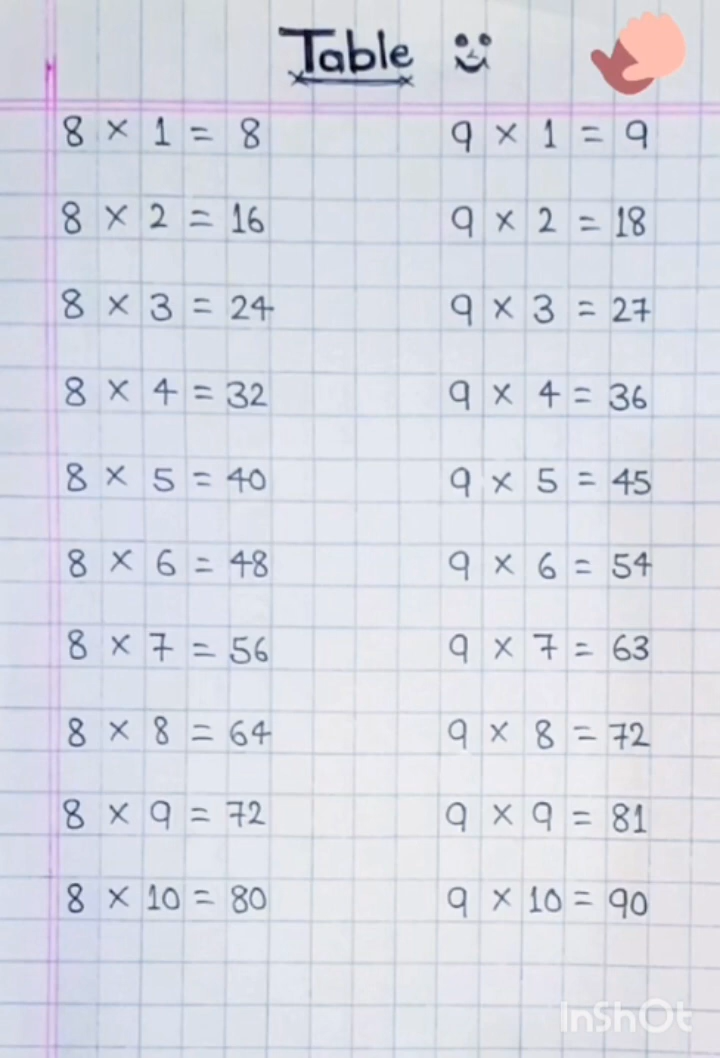 Table
8 × 1 = 8 9 × 1 = 9
8 × 2 = 16 9 × 2 = 18
8 × 3 = 24 9 × 3 = 27
8 × 4 = 32 9 × 4 = 36
8 × 5 = 40 9 × 5 = 45
8 × 6 = 48 9 × 6 = 54
8 × 7 = 56 9 × 7 = 63
8 × 8 = 64 9 × 8 = 72
8 × 9 = 72 9 × 9 = 81
8 × 10 = 80 9 × 10 = 90
InShOt